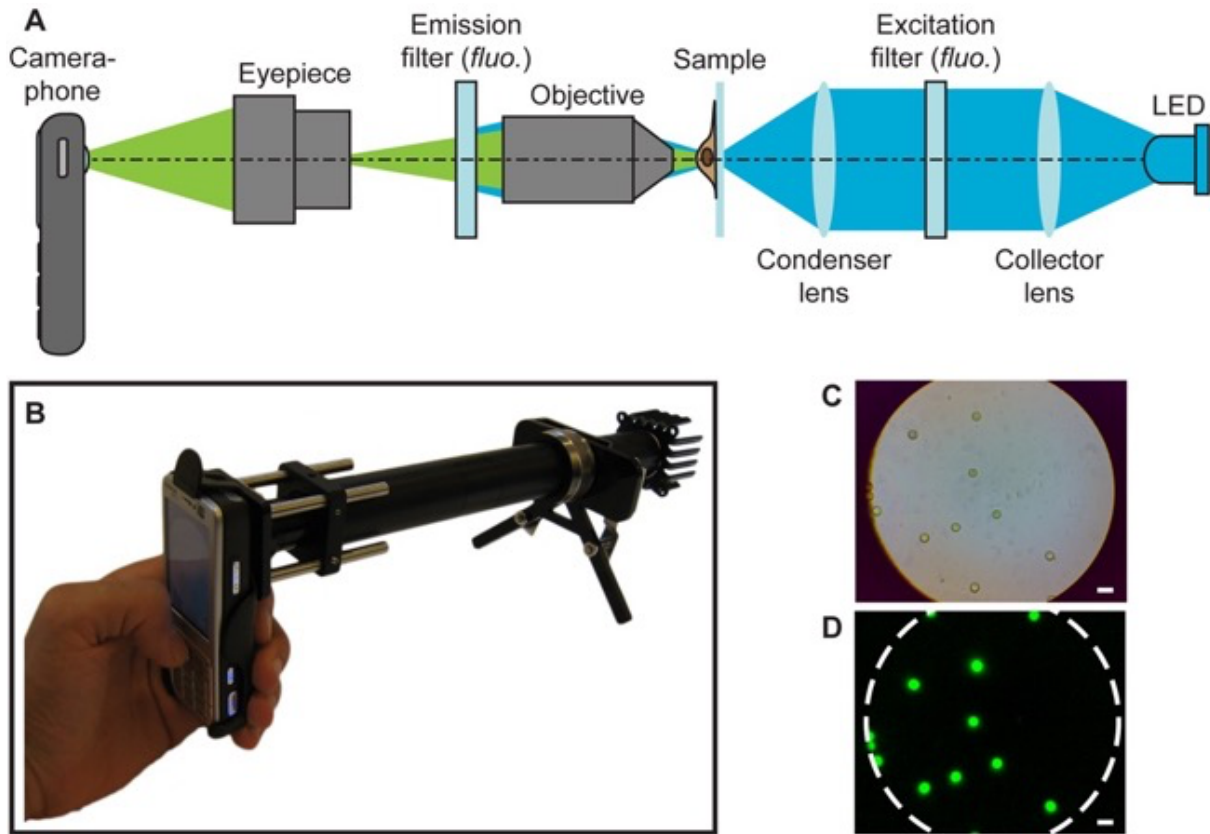 A
Camera-
phone
Eyepiece
Emission
filter (fluo.)
Objective
Sample
Excitation
filter (fluo.)
LED
Condenser
lens
Collector
lens
B
C
D